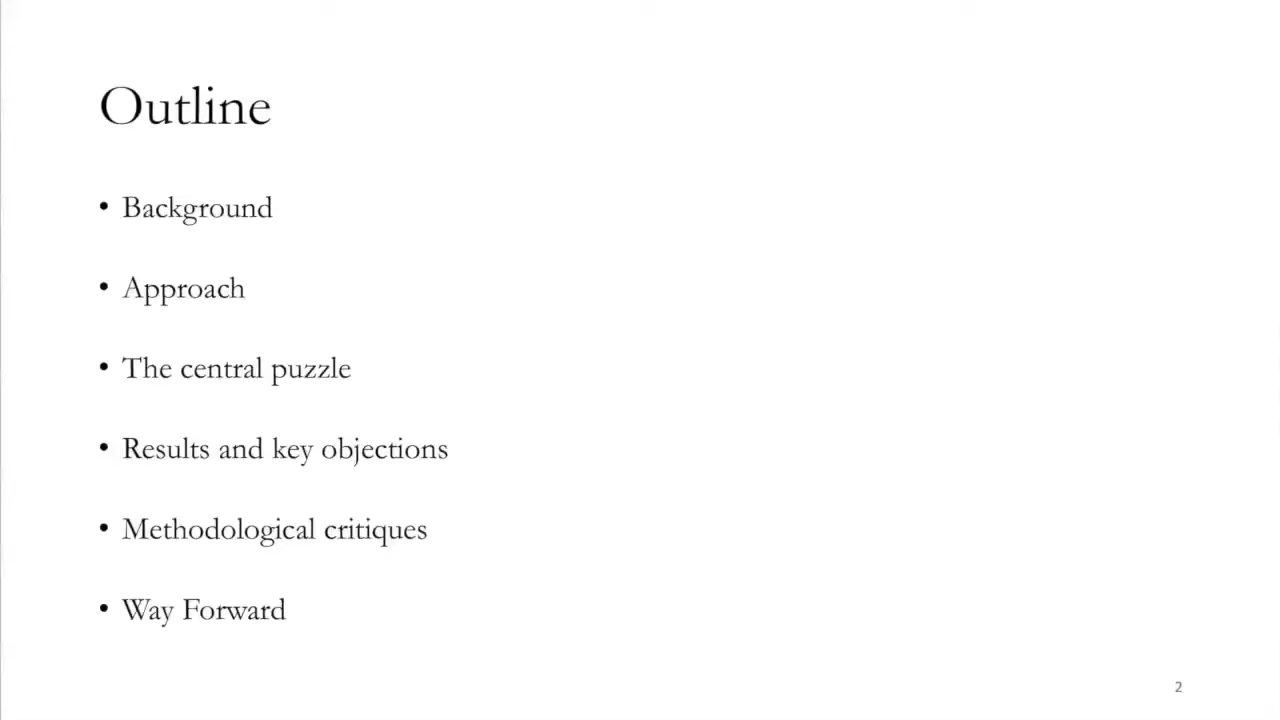 Outline
• Background
• Approach
• The central puzzle
• Results and key objections
• Methodological critiques
• Way Forward
2